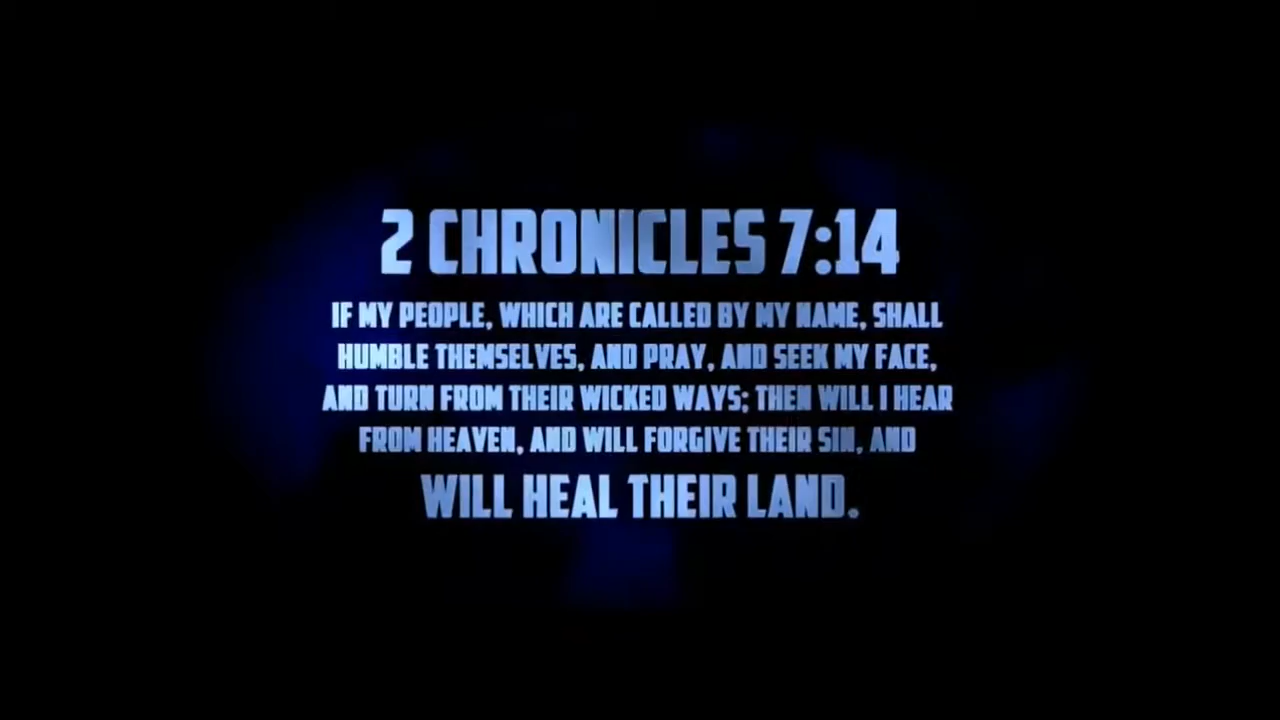 2 CHRONICLES 7:14
IF MY PEOPLE, WHICH ARE CALLED BY MY NAME, SHALL
HUMBLE THEMSELVES, AND PRAY, AND SEEK MY FACE,
AND TURN FROM THEIR WICKED WAYS; THEN WILL I HEAR
FROM HEAVEN, AND WILL FORGIVE THEIR SIN, AND
WILL HEAL THEIR LAND.